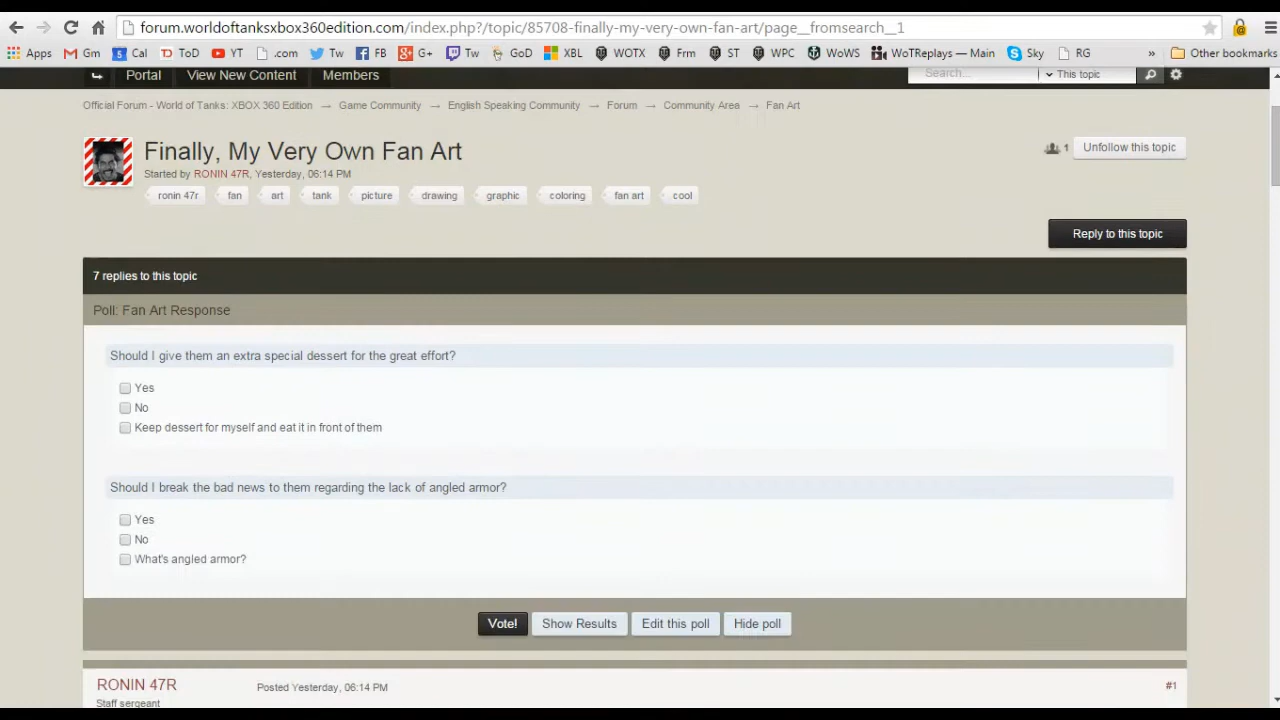 forum.worldoftanksxbox360edition.com/index.php?/topic/85708-finally-my-very-own-fan-art/page__fromsearch__1
Apps Gm 5 Cal TD ToD YT .com Tw FB G+ Tw GoD XBL WOTX Frm ST WPC WoWS WoTReplays — Main Sky RG » Other bookmarks
Portal View New Content Members Search... This topic
Official Forum - World of Tanks: XBOX 360 Edition → Game Community → English Speaking Community → Forum → Community Area → Fan Art
Finally, My Very Own Fan Art
1 Unfollow this topic
Started by RONIN 47R, Yesterday, 06:14 PM
ronin 47r fan art tank picture drawing graphic coloring fan art cool
Reply to this topic
7 replies to this topic
Poll: Fan Art Response
Should I give them an extra special dessert for the great effort?
Yes
No
Keep dessert for myself and eat it in front of them
Should I break the bad news to them regarding the lack of angled armor?
Yes
No
What's angled armor?
Vote! Show Results Edit this poll Hide poll
RONIN 47R Posted Yesterday, 06:14 PM #1
Staff sergeant